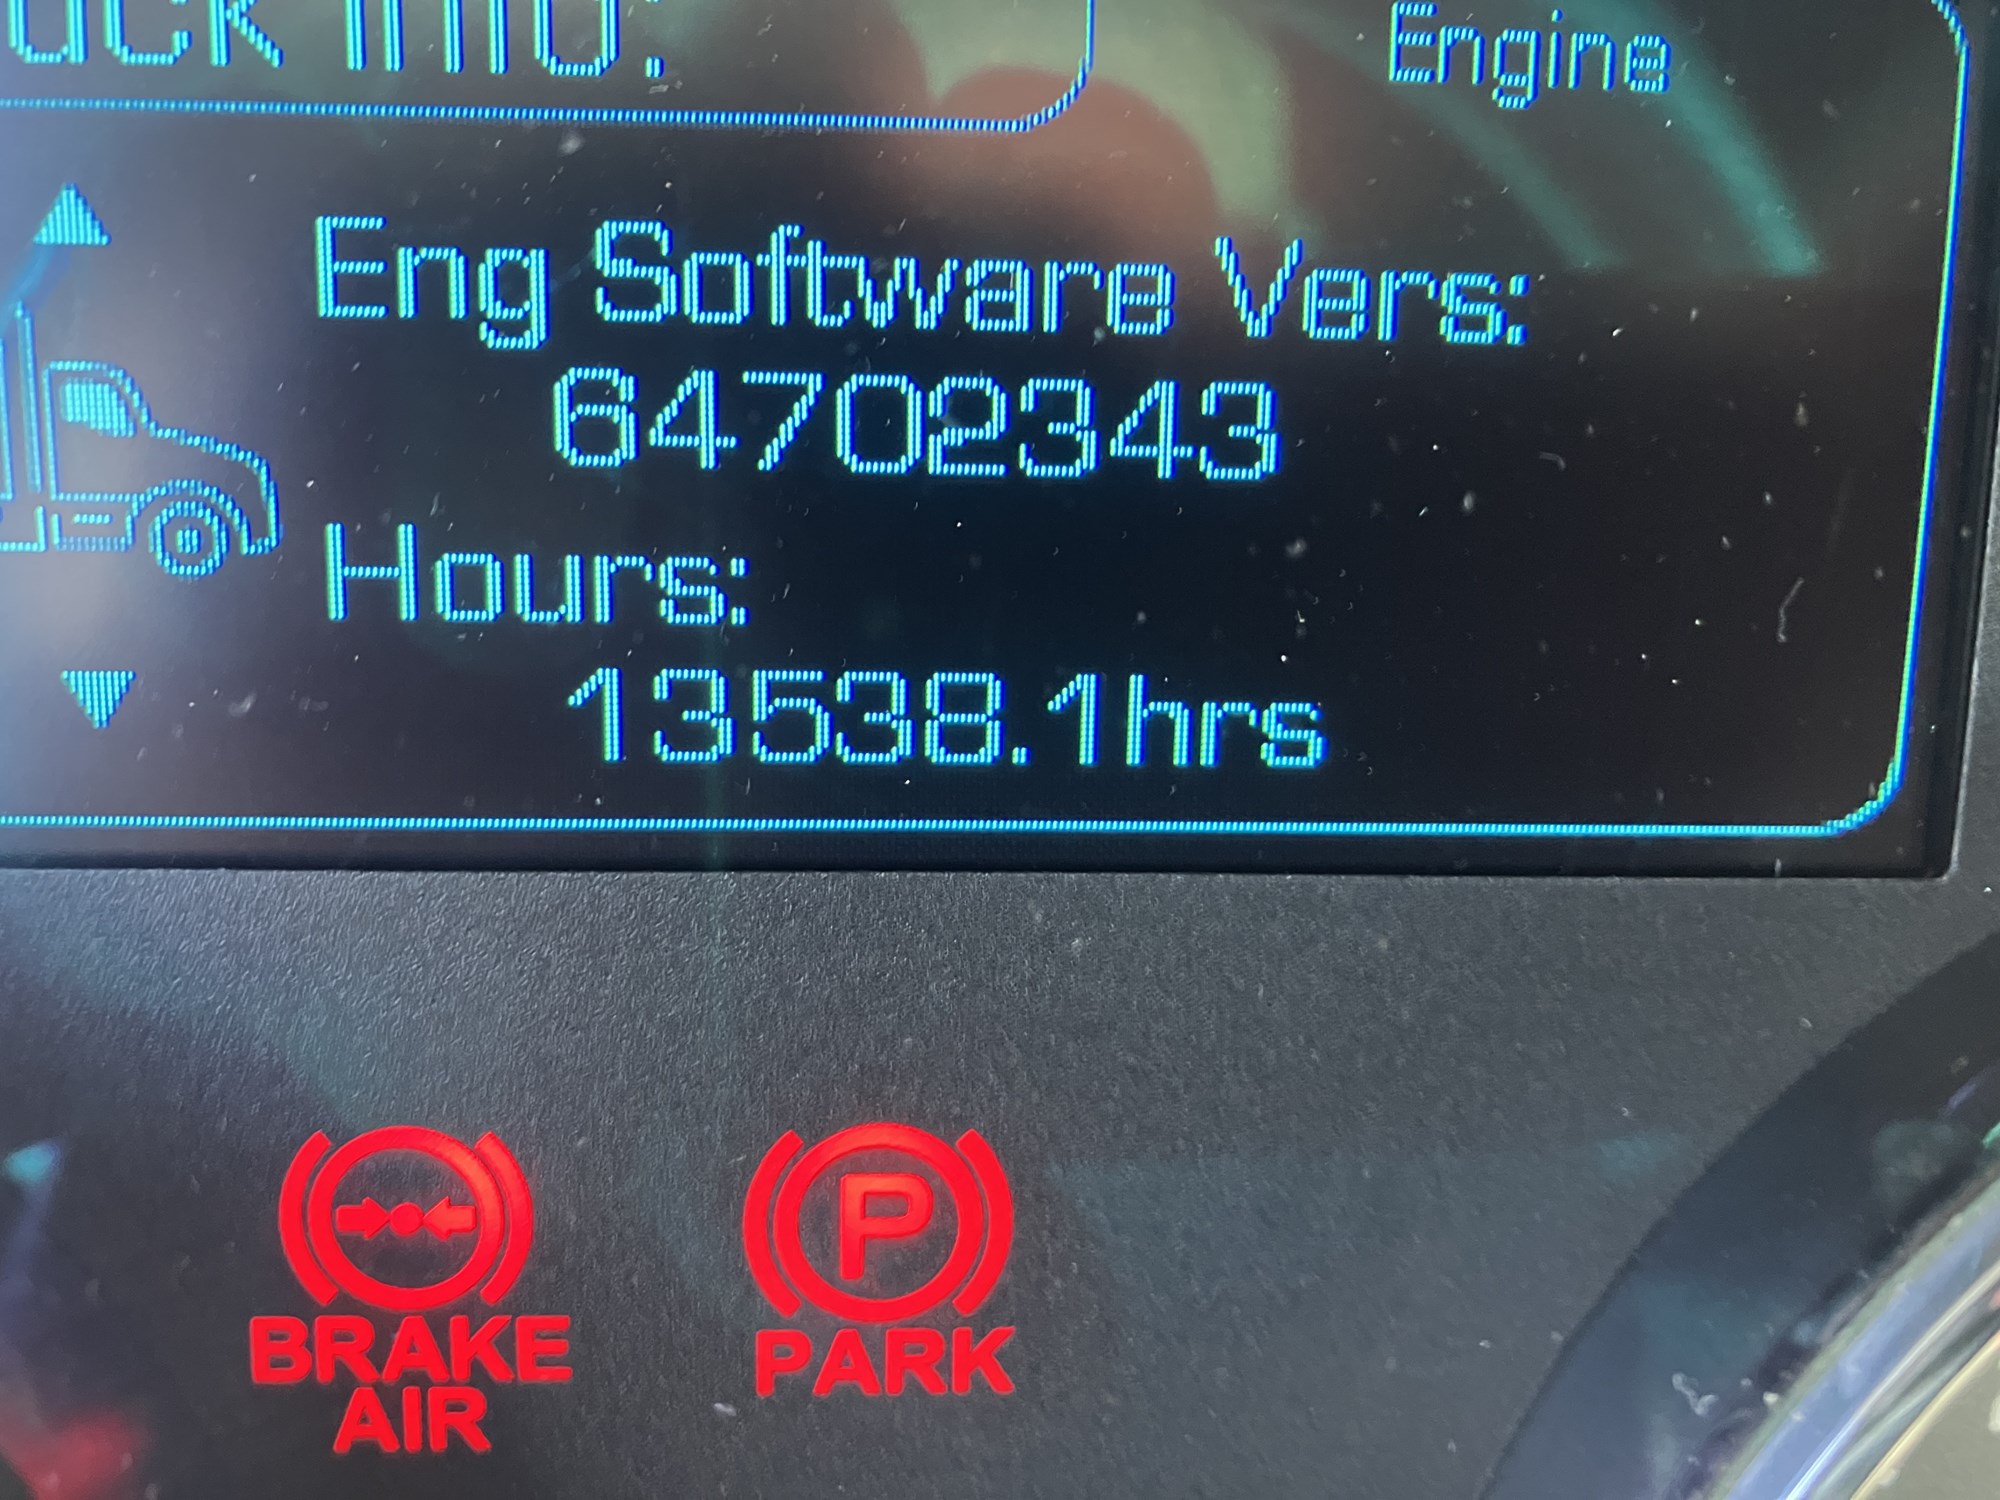 Engine
Eng Software Vers:
64702343
Hours:
13538.1hrs
BRAKE
AIR
PARK